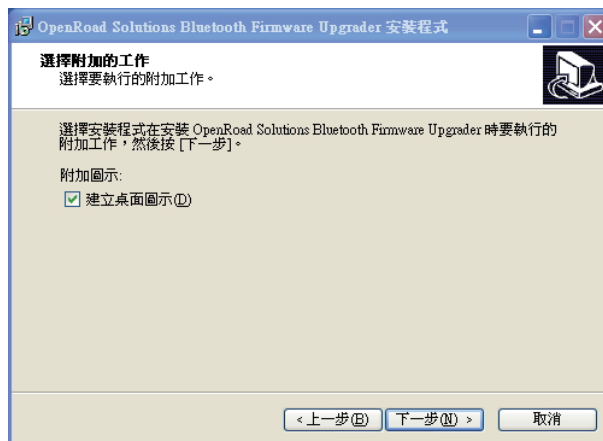 OpenRoad Solutions Bluetooth Firmware Upgrader 安裝程式
選擇附加的工作
選擇要執行的附加工作。
選擇安裝程式在安裝 OpenRoad Solutions Bluetooth Firmware Upgrader 時要執行的
附加工作，然後按 [下一步]。
附加圖示:
建立桌面圖示(D)
<上一步(B) 下一步(N) > 取消